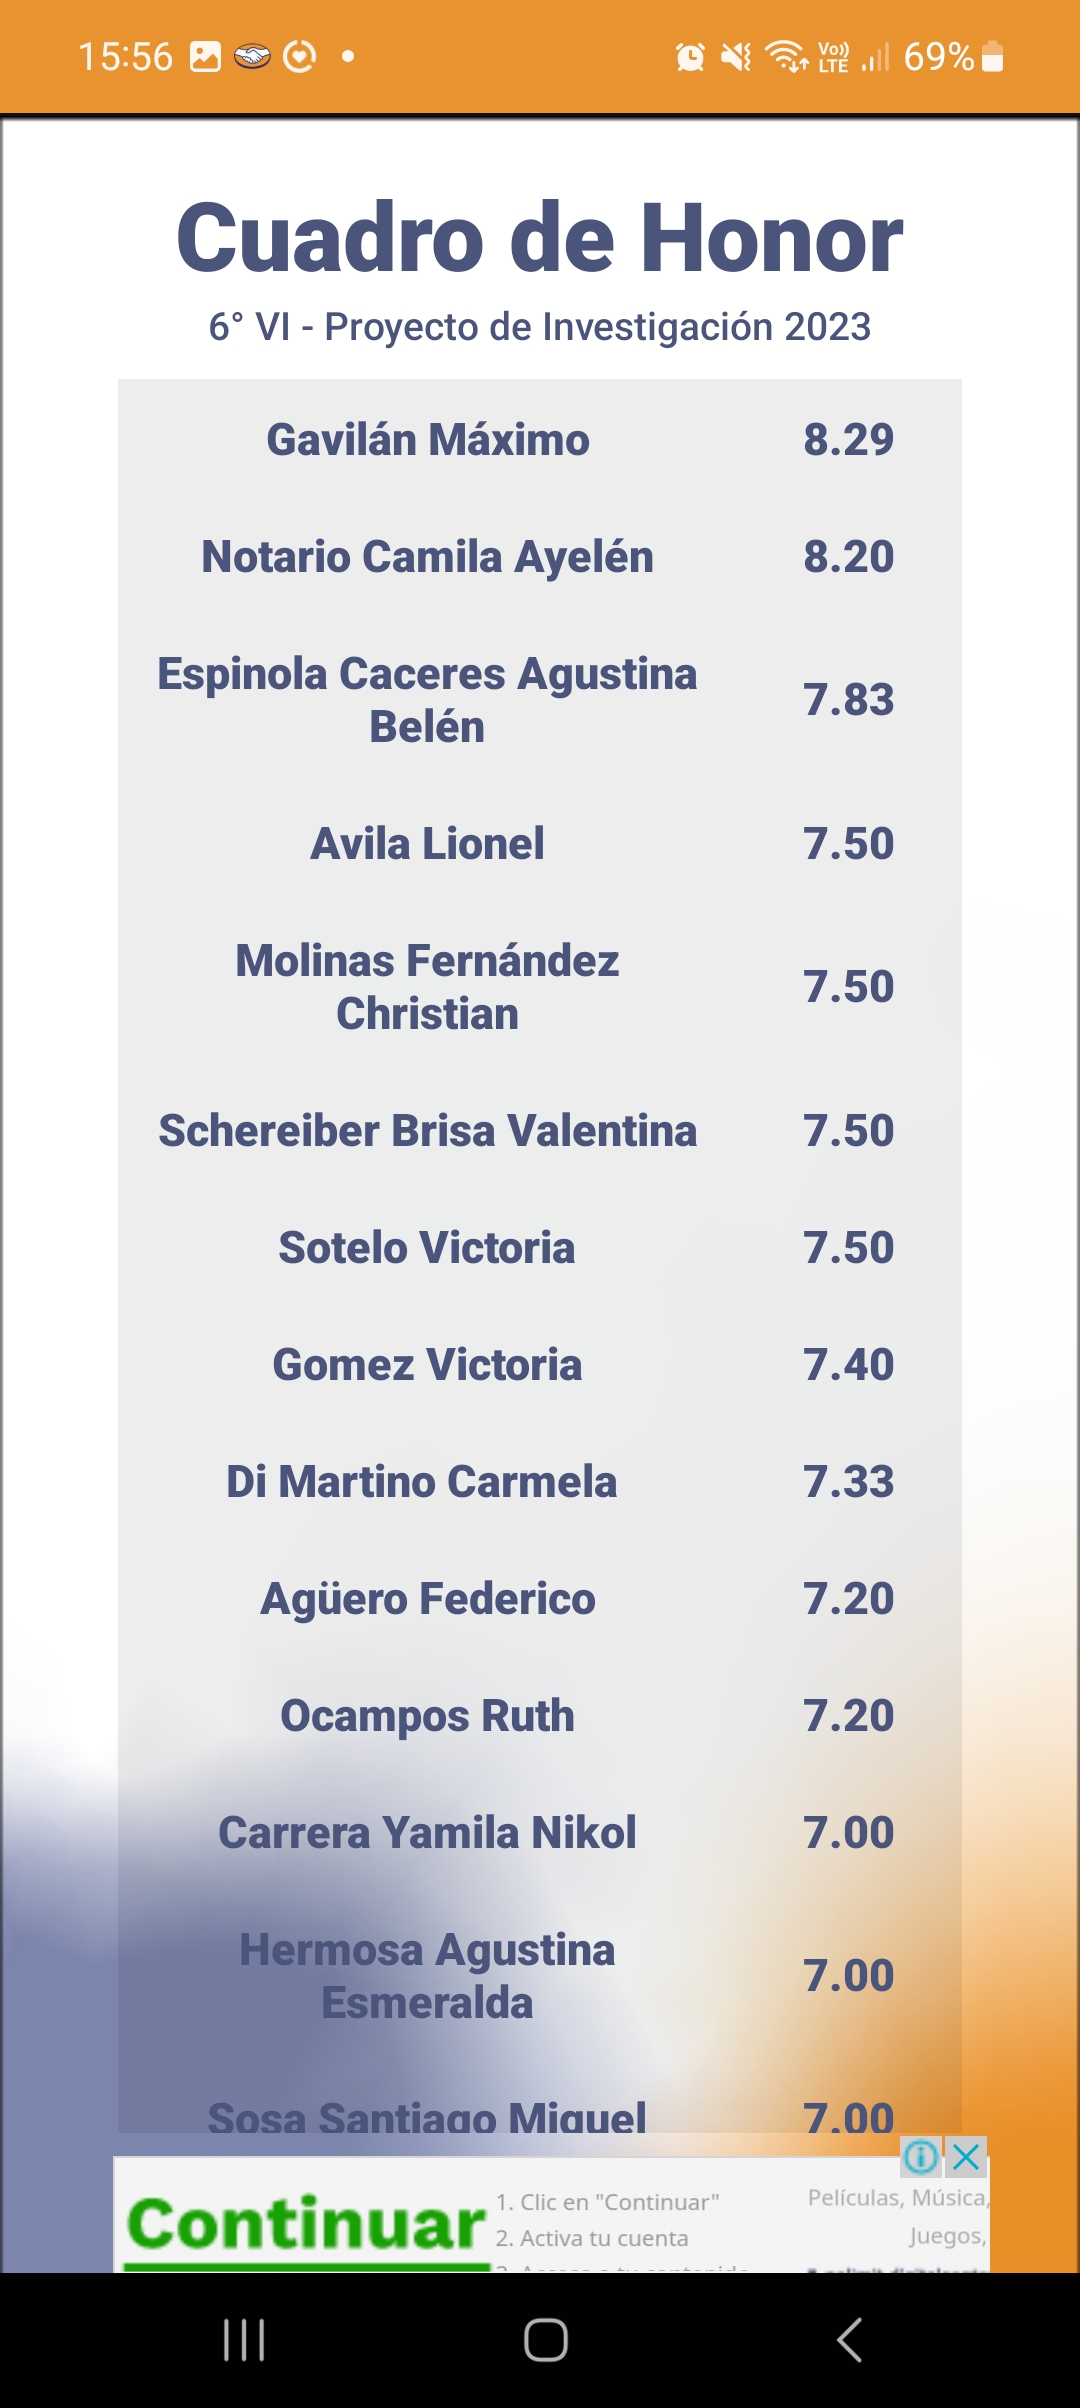 15:56
Vo))
LTE
69%
Cuadro de Honor
6° VI - Proyecto de Investigación 2023
Gavilán Máximo 8.29
Notario Camila Ayelén 8.20
Espinola Caceres Agustina
Belén 7.83
Avila Lionel 7.50
Molinas Fernández
Christian 7.50
Schereiber Brisa Valentina 7.50
Sotelo Victoria 7.50
Gomez Victoria 7.40
Di Martino Carmela 7.33
Agüero Federico 7.20
Ocampos Ruth 7.20
Carrera Yamila Nikol 7.00
Hermosa Agustina
Esmeralda 7.00
Sosa Santiago Miguel 7.00
Continuar
1. Clic en "Continuar"
2. Activa tu cuenta
Películas, Música,
Juegos,